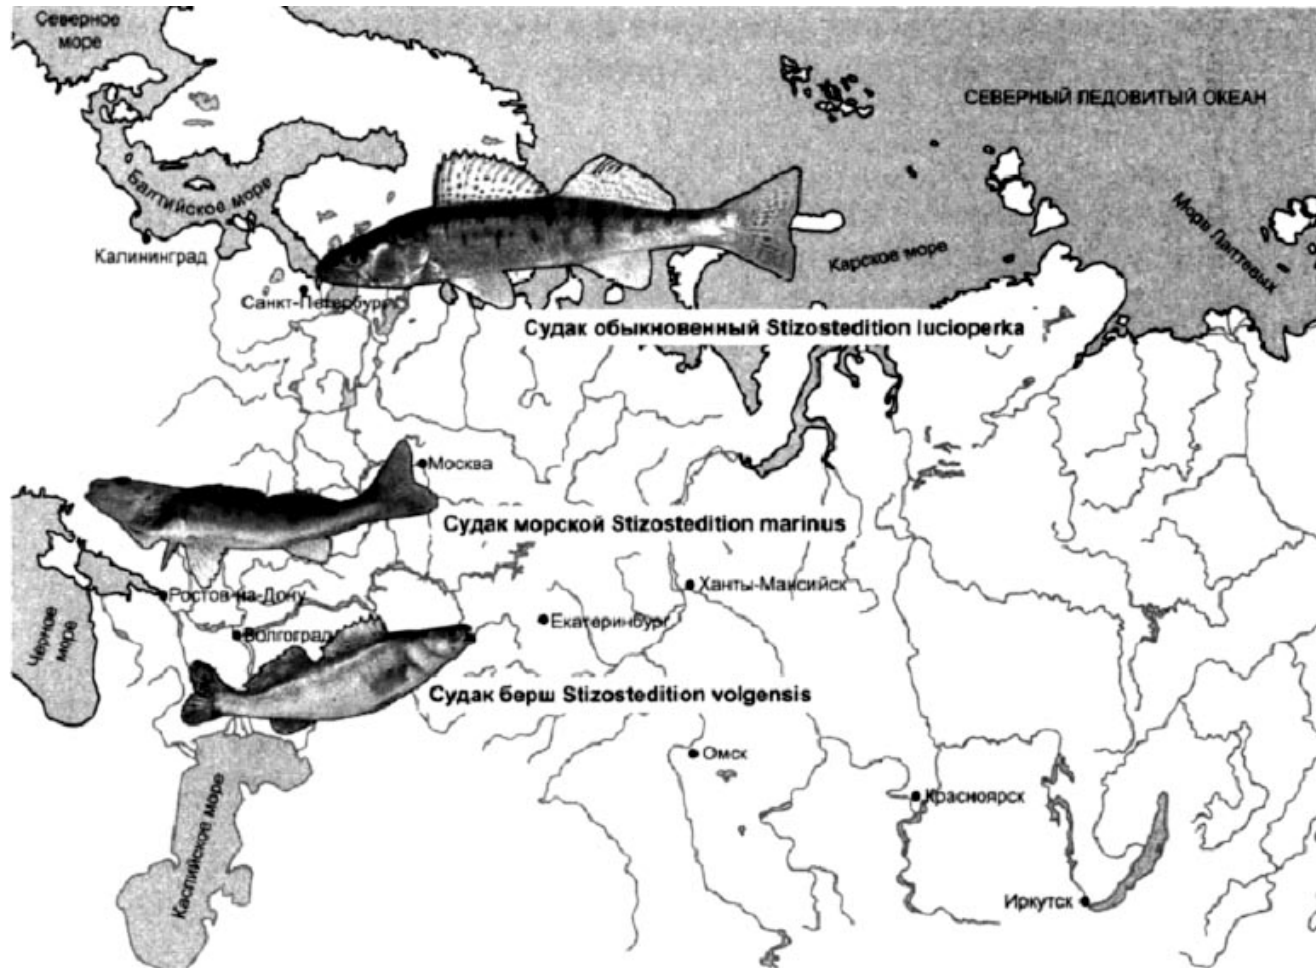 Северное
море
СЕВЕРНЫЙ ЛЕДОВИТЫЙ ОКЕАН
Балтийское море
Море Лаптевых
Калининград
Карское море
Санкт-Петербург
Судак обыкновенный Stizostedition lucioperka
Москва
Судак морской Stizostedition marinus
Ханты-Мансийск
Ростов-на-Дону
Черное
море
Екатеринбург
Волгоград
Судак берш Stizostedition volgensis
Омск
Каспийское море
Красноярск
Иркутск